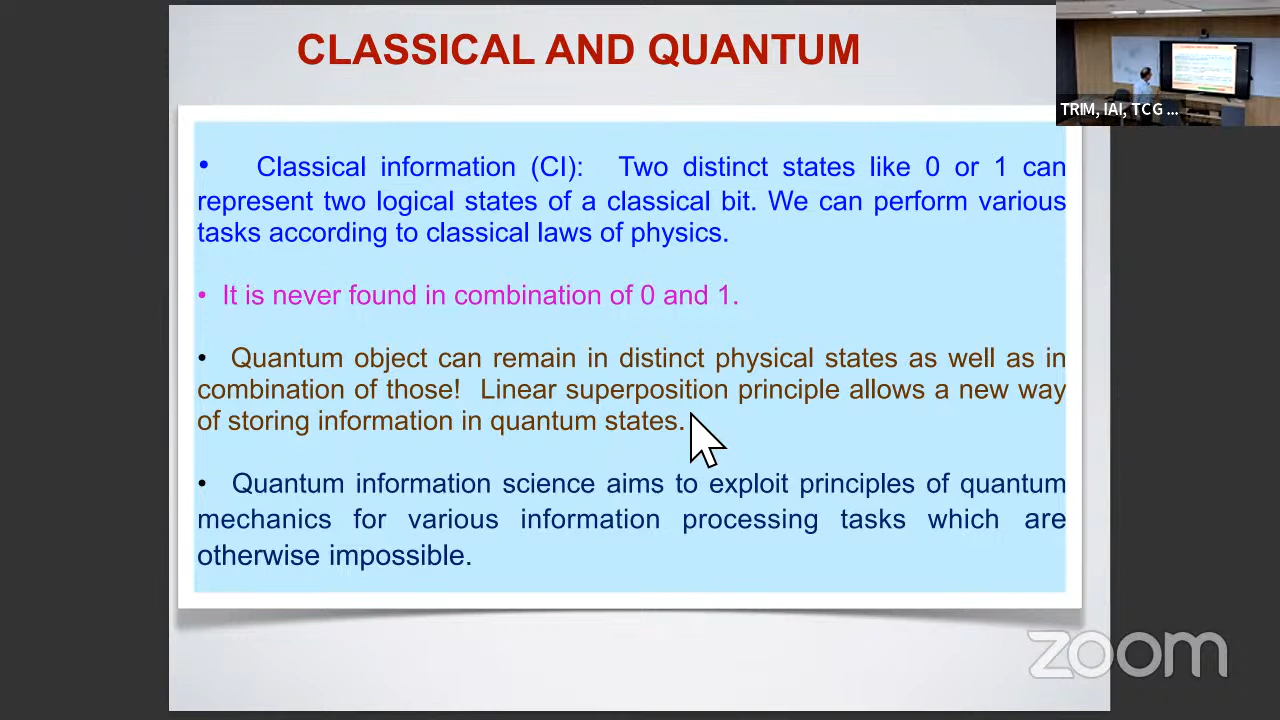 CLASSICAL AND QUANTUM
TRIM, IAI, TCG ...
• Classical information (CI): Two distinct states like 0 or 1 can
represent two logical states of a classical bit. We can perform various
tasks according to classical laws of physics.
• It is never found in combination of 0 and 1.
• Quantum object can remain in distinct physical states as well as in
combination of those! Linear superposition principle allows a new way
of storing information in quantum states.
• Quantum information science aims to exploit principles of quantum
mechanics for various information processing tasks which are
otherwise impossible.
zoom